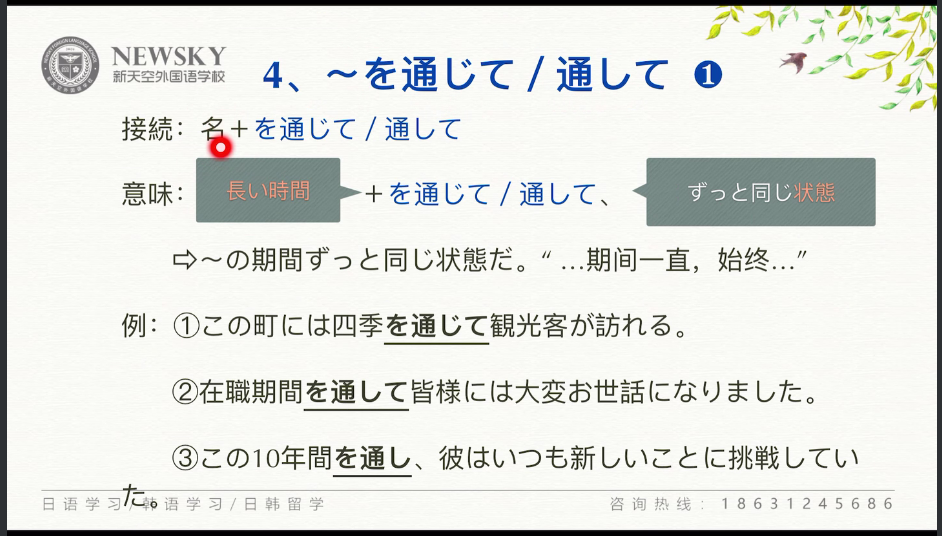 NEWSKY
新天空外国语学校
4、～を通じて / 通して ❶
接続：名＋を通じて / 通して
意味：長い時間＋を通じて / 通して、ずっと同じ状態
⇨～の期間ずっと同じ状態だ。“ …期间一直，始终…”
例：①この町には四季を通じて観光客が訪れる。
②在職期間を通して皆様には大変お世話になりました。
③この10年間を通し、彼はいつも新しいことに挑戦してい
た。
日语学习/韩语学习/日韩留学
咨询热线：18631245686